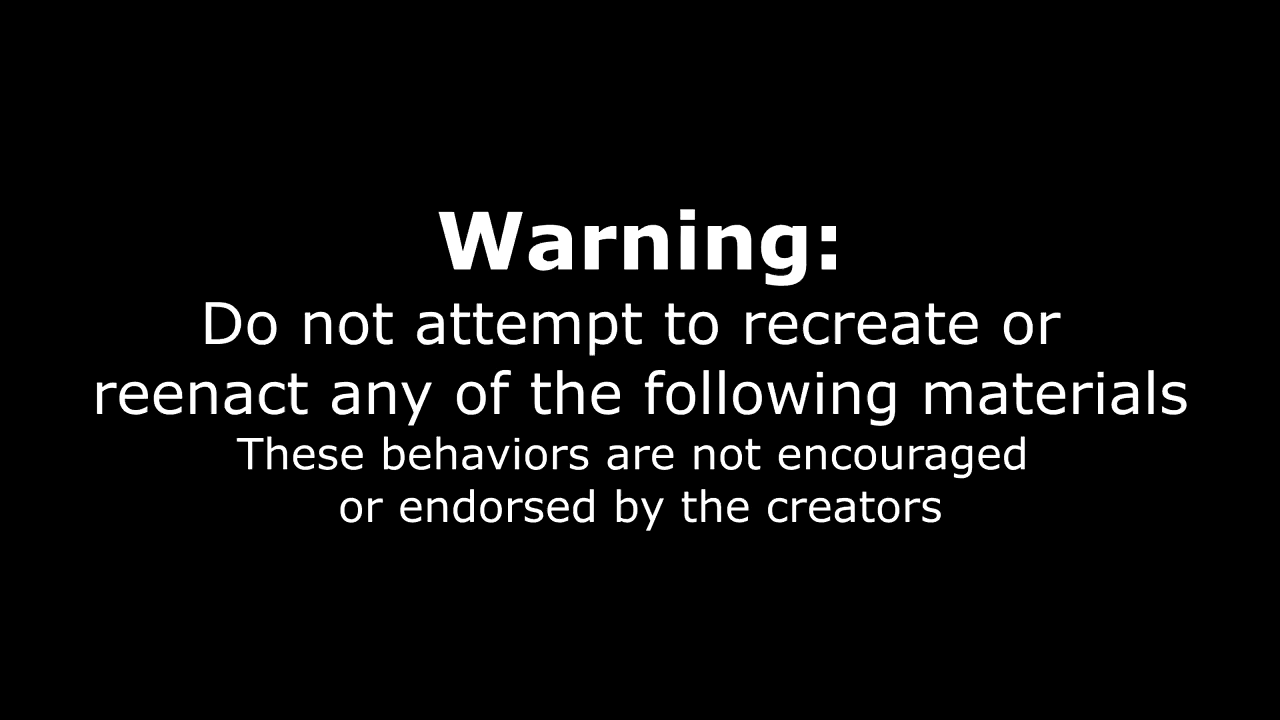 Warning:
Do not attempt to recreate or
reenact any of the following materials
These behaviors are not encouraged
or endorsed by the creators